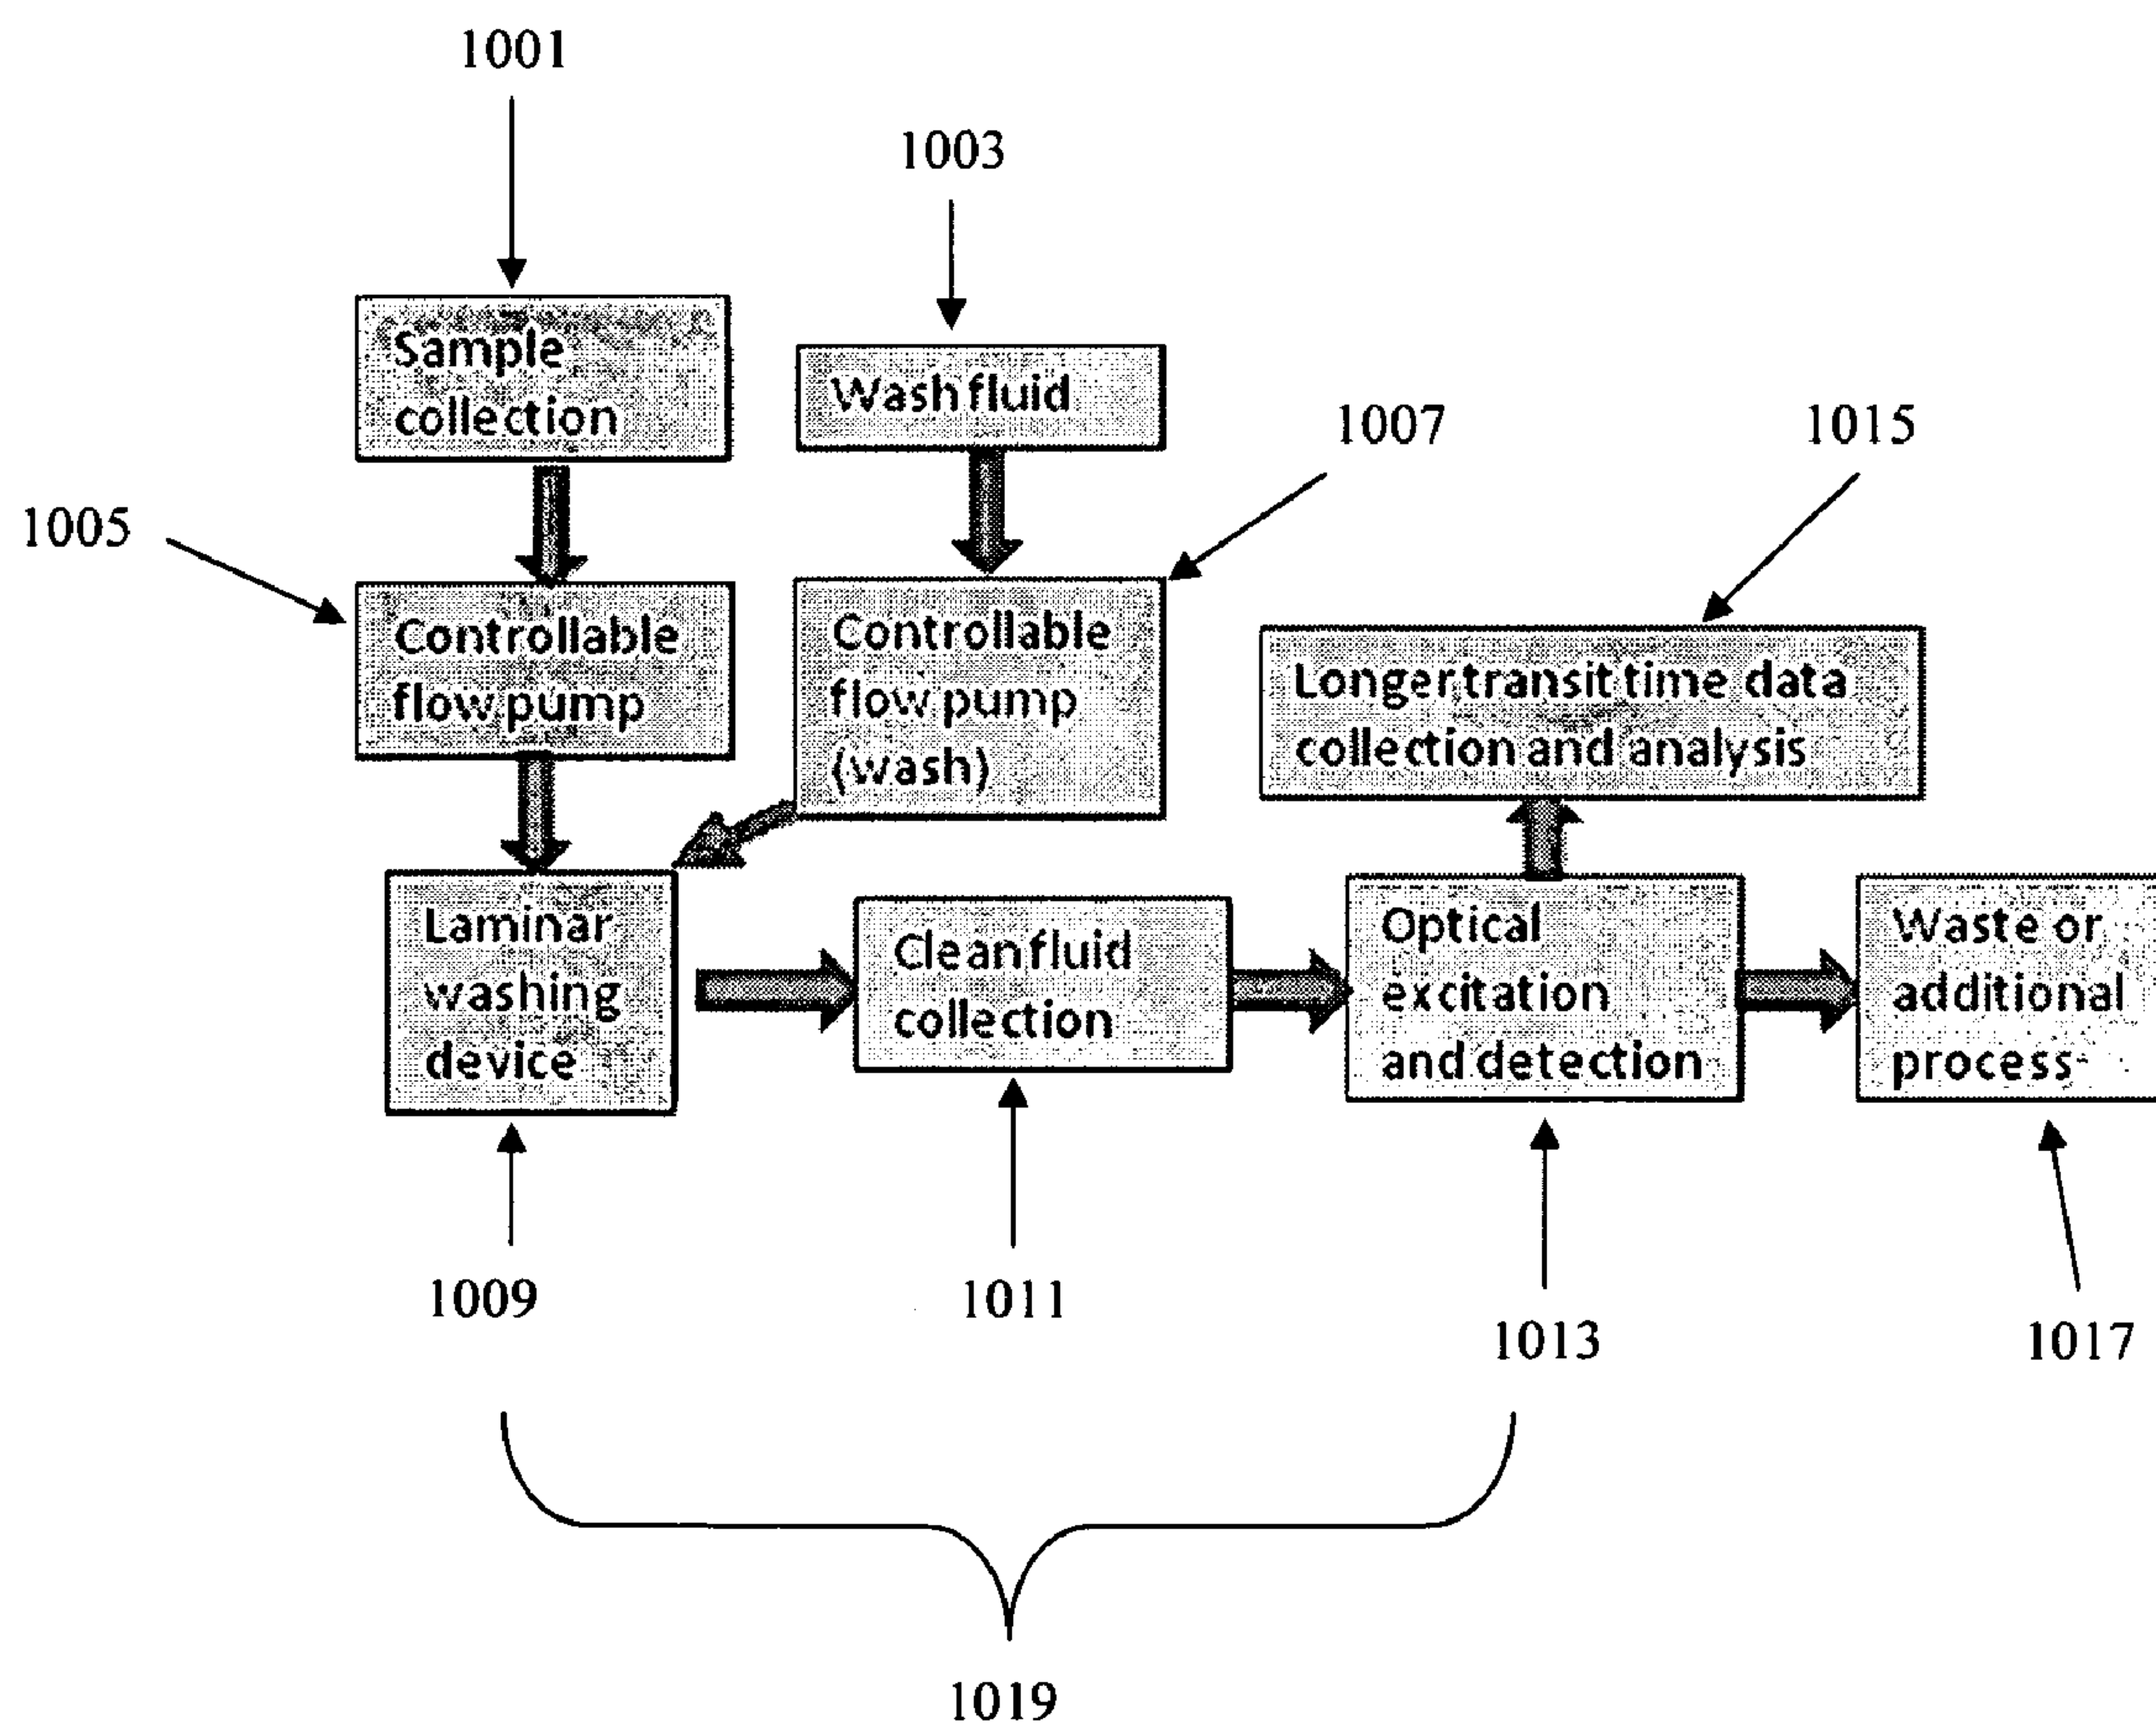 1001
1003
Sample
collection
Wash fluid
1007
1015
1005
Controllable
flow pump
Controllable
flow pump
(wash)
Longer transit time data
collection and analysis
Laminar
washing
device
Clean fluid
collection
Optical
excitation
and detection
Waste or
additional
process
1009
1011
1013
1017
1019